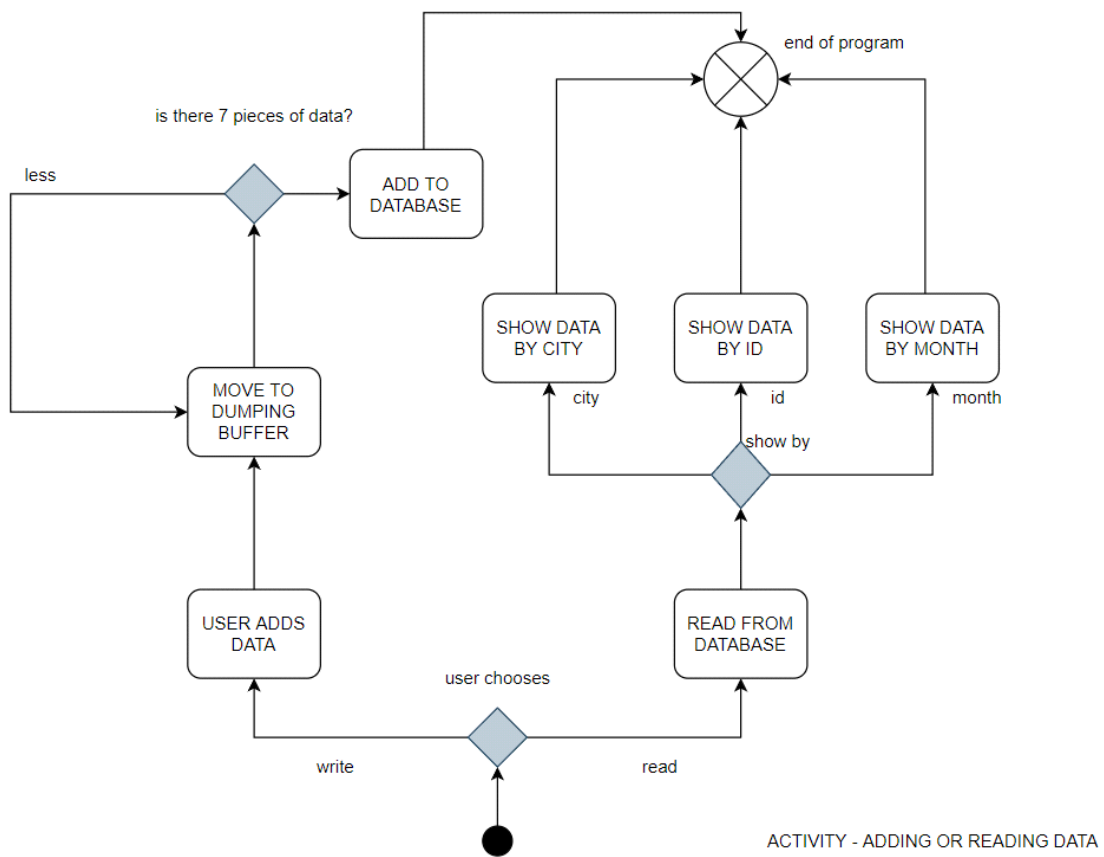 end of program
is there 7 pieces of data?
less
ADD TO
DATABASE
SHOW DATA
BY CITY
SHOW DATA
BY ID
SHOW DATA
BY MONTH
MOVE TO
DUMPING
BUFFER
city
id
month
show by
USER ADDS
DATA
READ FROM
DATABASE
user chooses
write
read
ACTIVITY - ADDING OR READING DATA